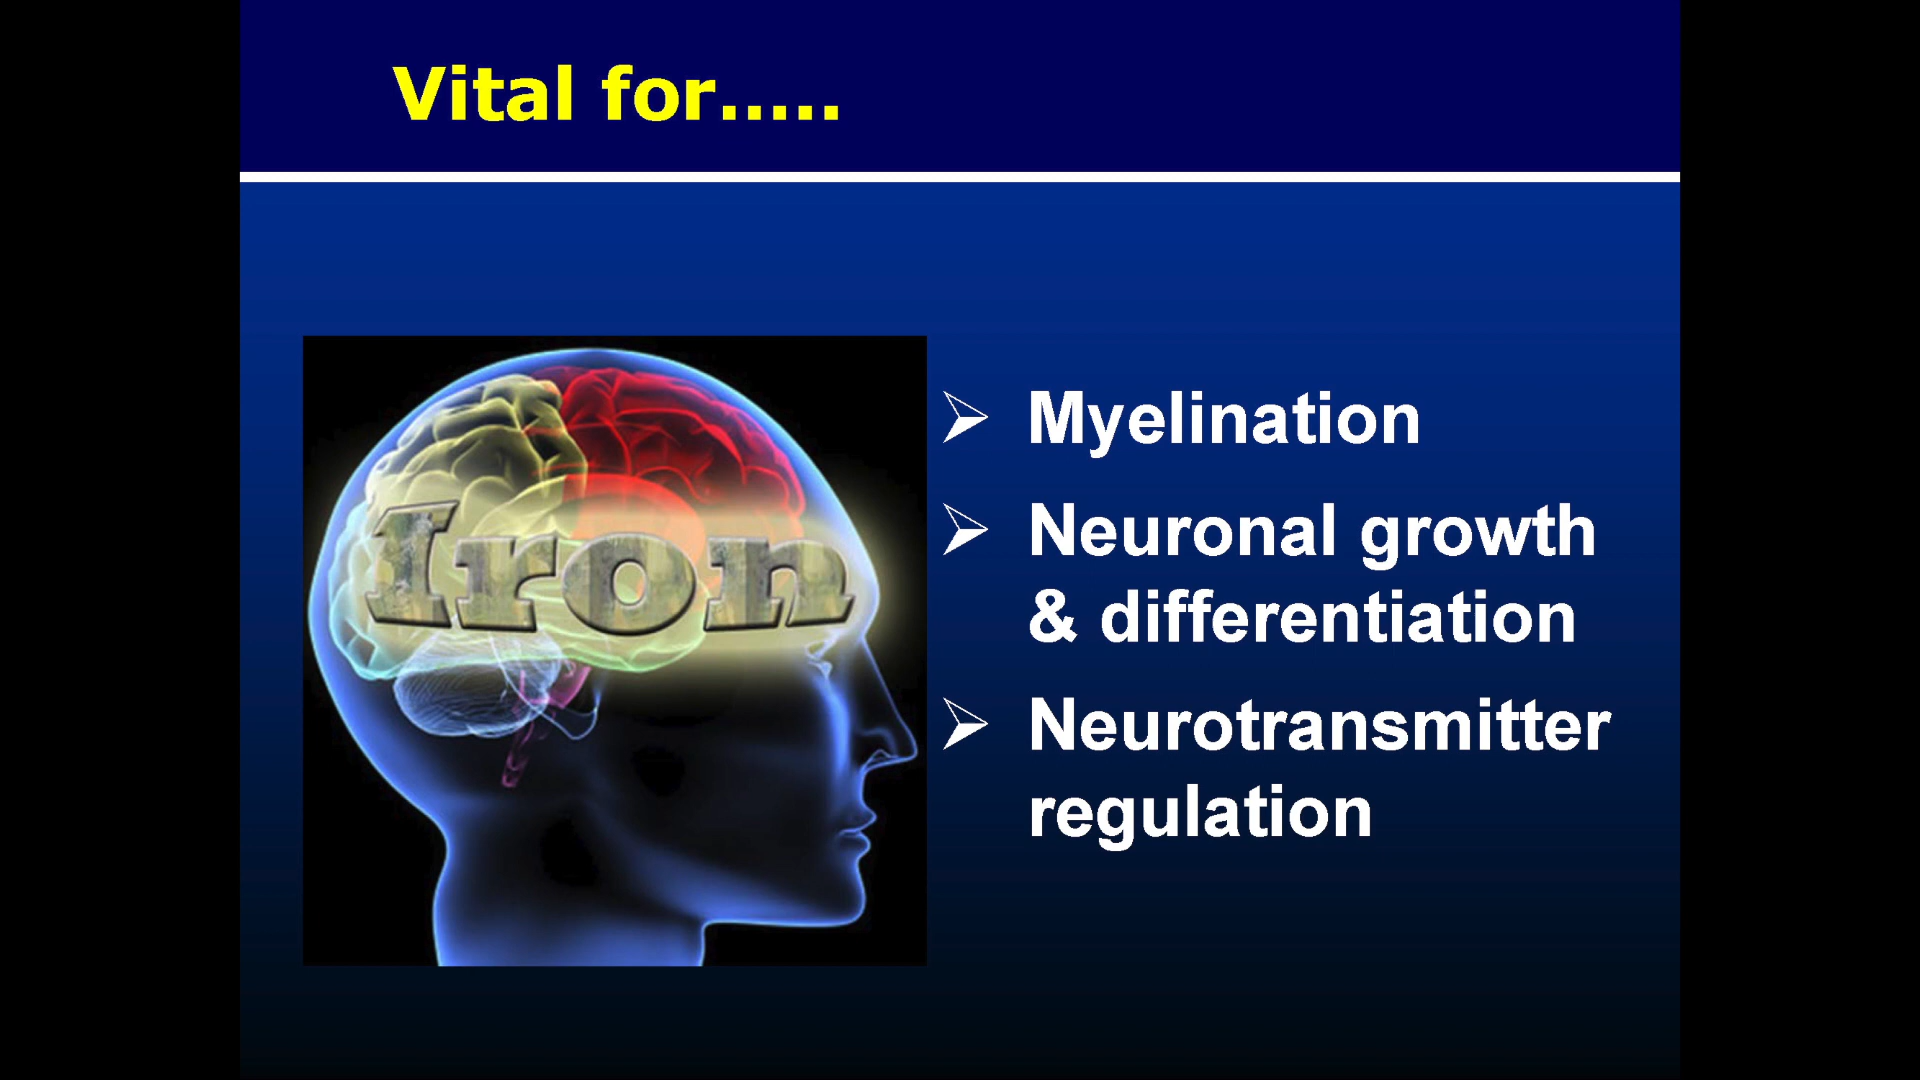 Vital for.....
Iron
Myelination
Neuronal growth
& differentiation
Neurotransmitter
regulation